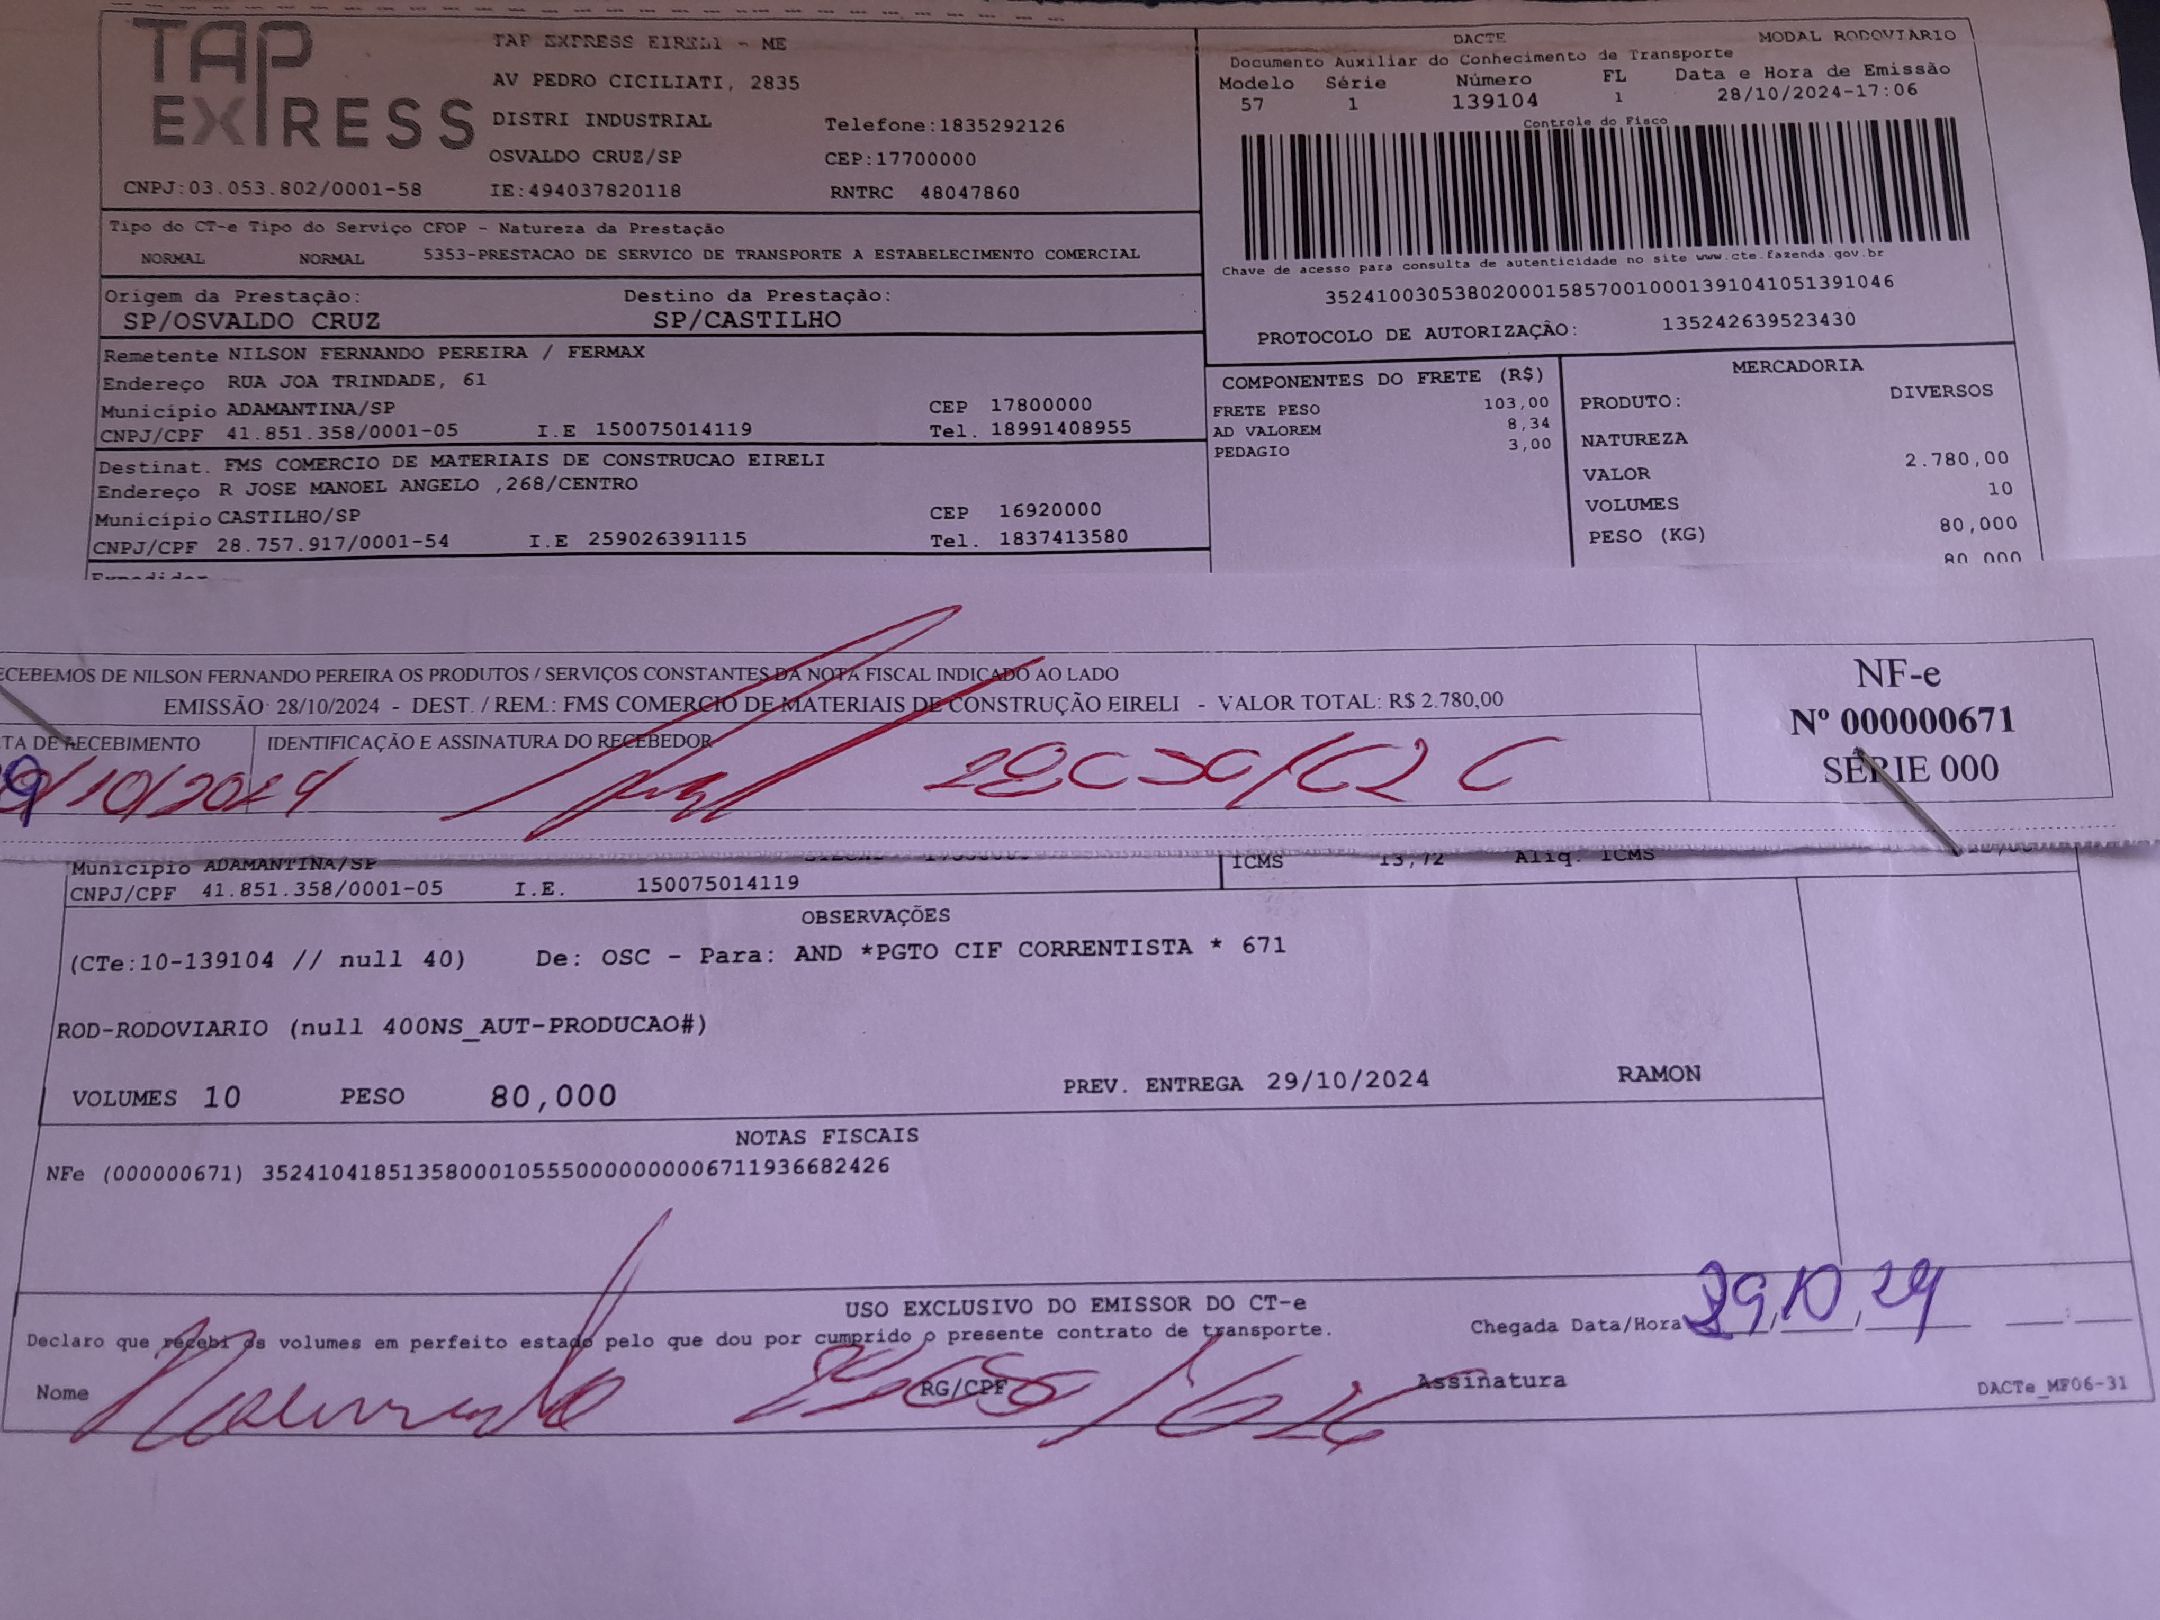 TAP EXPRESS
TAP EXPRESS EIRELI - ME
AV PEDRO CICILIATI, 2835
DISTRI INDUSTRIAL Telefone:1835292126
OSVALDO CRUZ/SP CEP:17700000
CNPJ:03.053.802/0001-58 IE:494037820118 RNTRC 48047860
DACTE MODAL RODOVIARIO
Documento Auxiliar do Conhecimento de Transporte
Modelo Série Número FL Data e Hora de Emissão
57 1 139104 1 28/10/2024-17:06
Controle do Fisco
Chave de acesso para consulta de autenticidade no site www.cte.fazenda.gov.br
35241003053802000158570010001391041051391046
PROTOCOLO DE AUTORIZAÇÃO: 135242639523430
Tipo do CT-e Tipo do Serviço CFOP - Natureza da Prestação
NORMAL NORMAL 5353-PRESTACAO DE SERVICO DE TRANSPORTE A ESTABELECIMENTO COMERCIAL
Origem da Prestação: Destino da Prestação:
SP/OSVALDO CRUZ SP/CASTILHO
Remetente NILSON FERNANDO PEREIRA / FERMAX
Endereço RUA JOA TRINDADE, 61
Município ADAMANTINA/SP CEP 17800000
CNPJ/CPF 41.851.358/0001-05 I.E 150075014119 Tel. 18991408955
Destinat. FMS COMERCIO DE MATERIAIS DE CONSTRUCAO EIRELI
Endereço R JOSE MANOEL ANGELO ,268/CENTRO
Município CASTILHO/SP CEP 16920000
CNPJ/CPF 28.757.917/0001-54 I.E 259026391115 Tel. 1837413580
COMPONENTES DO FRETE (R$)
FRETE PESO 103,00
AD VALOREM 8,34
PEDAGIO 3,00
MERCADORIA
PRODUTO: DIVERSOS
NATUREZA
VALOR 2.780,00
VOLUMES 10
PESO (KG) 80,000
80,000
Expedidor
ECEBEMOS DE NILSON FERNANDO PEREIRA OS PRODUTOS / SERVIÇOS CONSTANTES DA NOTA FISCAL INDICADO AO LADO
EMISSÃO: 28/10/2024 - DEST. / REM.: FMS COMERCIO DE MATERIAIS DE CONSTRUÇÃO EIRELI - VALOR TOTAL: R$ 2.780,00
TA DE RECEBIMENTO IDENTIFICAÇÃO E ASSINATURA DO RECEBEDOR
9/10/2024
NF-e
Nº 000000671
SÉRIE 000
Município ADAMANTINA/SP
CNPJ/CPF 41.851.358/0001-05 I.E. 150075014119
ICMS 13,72 Aliq. ICMS
OBSERVAÇÕES
(CTe:10-139104 // null 40) De: OSC - Para: AND *PGTO CIF CORRENTISTA * 671
ROD-RODOVIARIO (null 400NS_AUT-PRODUCAO#)
VOLUMES 10 PESO 80,000 PREV. ENTREGA 29/10/2024 RAMON
NOTAS FISCAIS
NFe (000000671) 35241041851358000105550000000006711936682426
USO EXCLUSIVO DO EMISSOR DO CT-e
Declaro que recebi os volumes em perfeito estado pelo que dou por cumprido o presente contrato de transporte.
Chegada Data/Hora 29,10,24
Nome RG/CPF Assinatura
DACTe_MF06-31